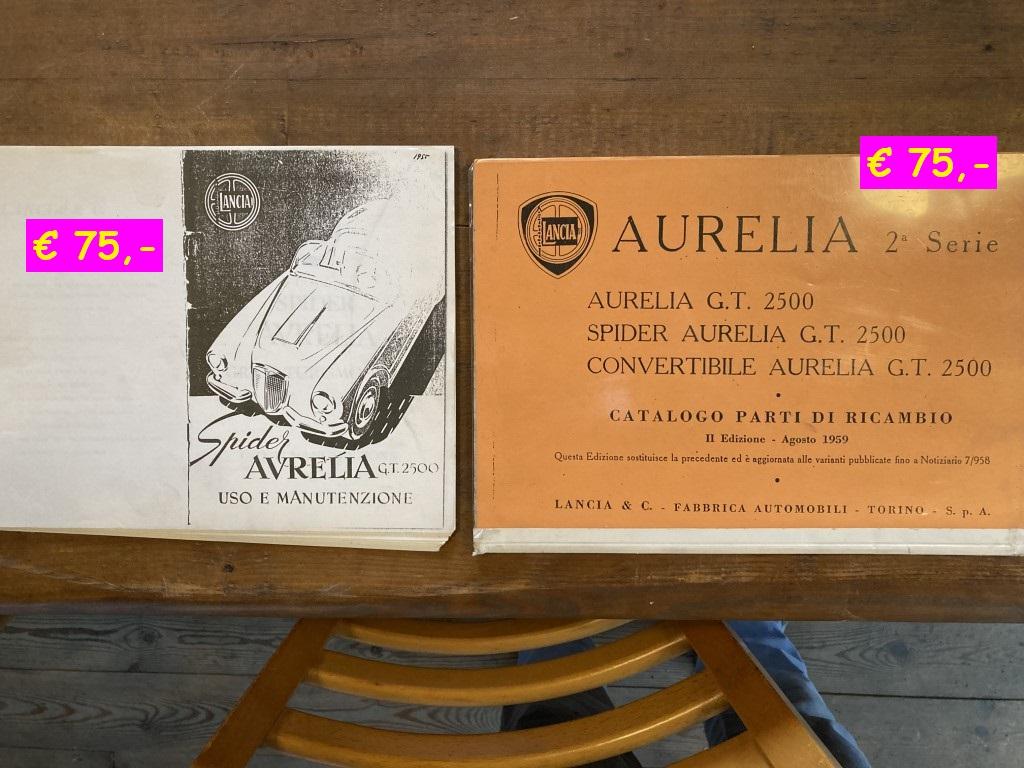 € 75,-
1955
LANCIA
Spider
AVRELIA G.T. 2500
USO E MANUTENZIONE
€ 75,-
LANCIA
AURELIA 2ª Serie
AURELIA G.T. 2500
SPIDER AURELIA G.T. 2500
CONVERTIBILE AURELIA G.T. 2500
CATALOGO PARTI DI RICAMBIO
II Edizione - Agosto 1959
Questa Edizione sostituisce la precedente ed è aggiornata alle varianti pubblicate fino a Notiziario 7/958
LANCIA & C. - FABBRICA AUTOMOBILI - TORINO - S. p. A.